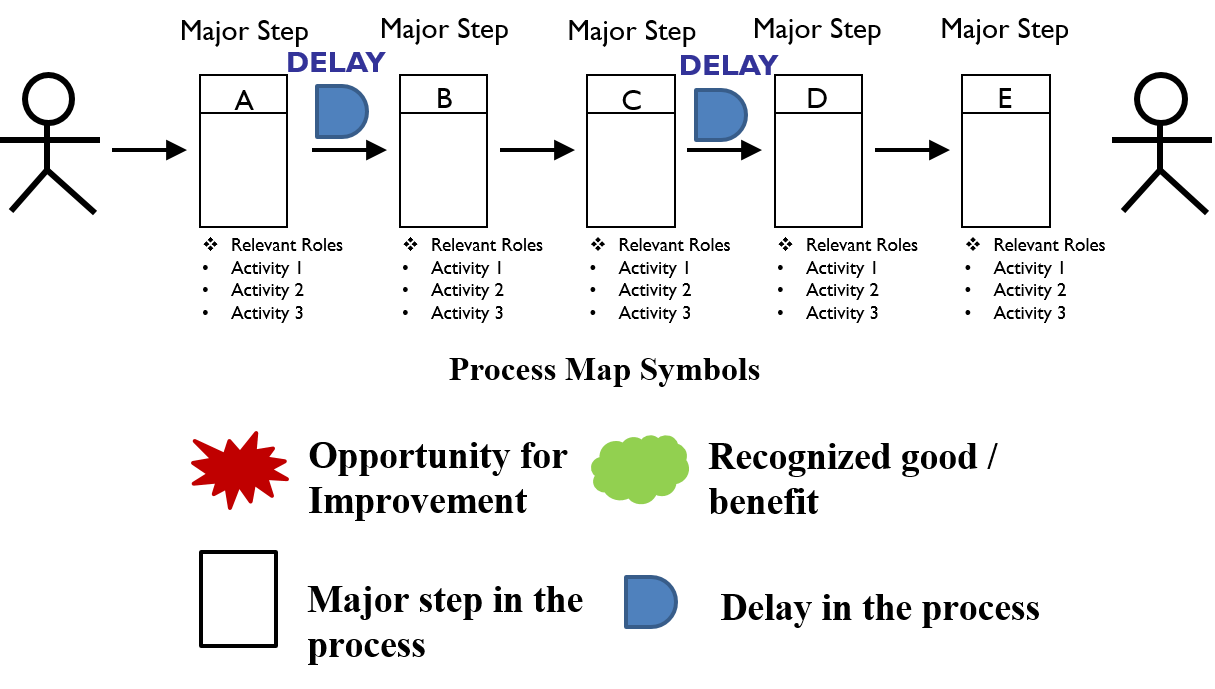 Major Step Major Step Major Step Major Step Major Step
DELAY DELAY
A B C D E
❖ Relevant Roles ❖ Relevant Roles ❖ Relevant Roles ❖ Relevant Roles ❖ Relevant Roles
• Activity 1 • Activity 1 • Activity 1 • Activity 1 • Activity 1
• Activity 2 • Activity 2 • Activity 2 • Activity 2 • Activity 2
• Activity 3 • Activity 3 • Activity 3 • Activity 3 • Activity 3
Process Map Symbols
Opportunity for
Improvement
Recognized good /
benefit
Major step in the
process
Delay in the process